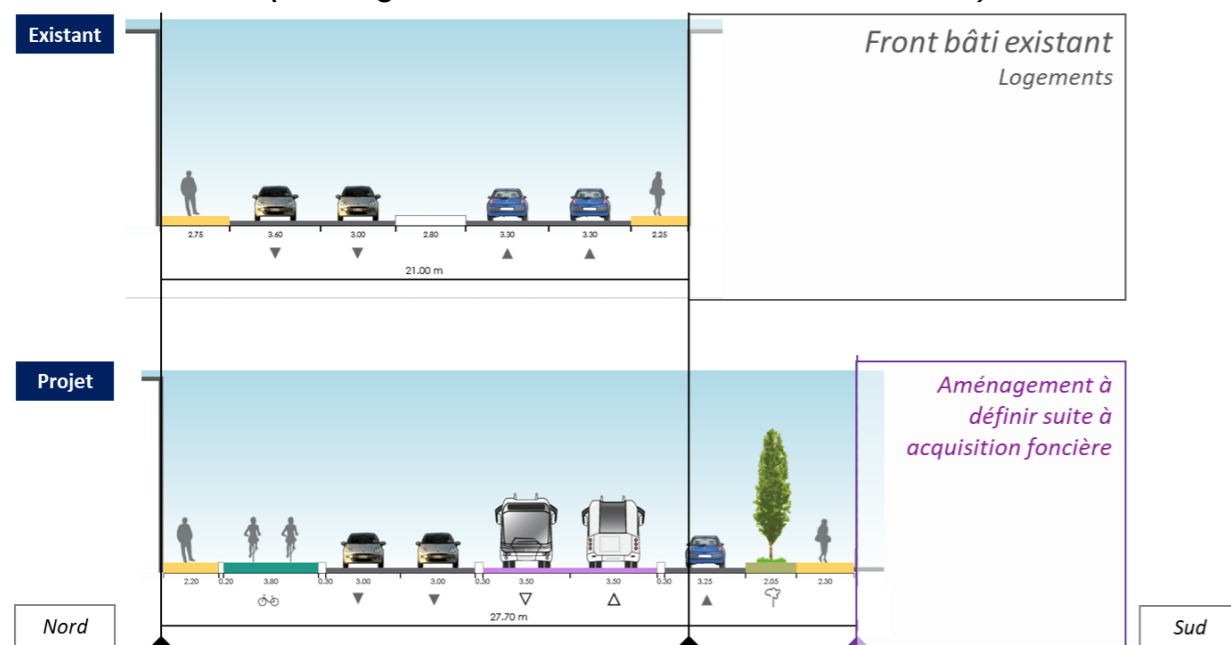 Existant
Front bâti existant
Logements
2.75 3.60 3.00 2.80 3.30 3.30 2.25
21.00 m
Projet
Aménagement à
définir suite à
acquisition foncière
2.20 0.20 3.80 0.30 3.00 3.00 0.30 3.50 3.50 0.30 3.25 2.05 2.30
27.70 m
Nord
Sud